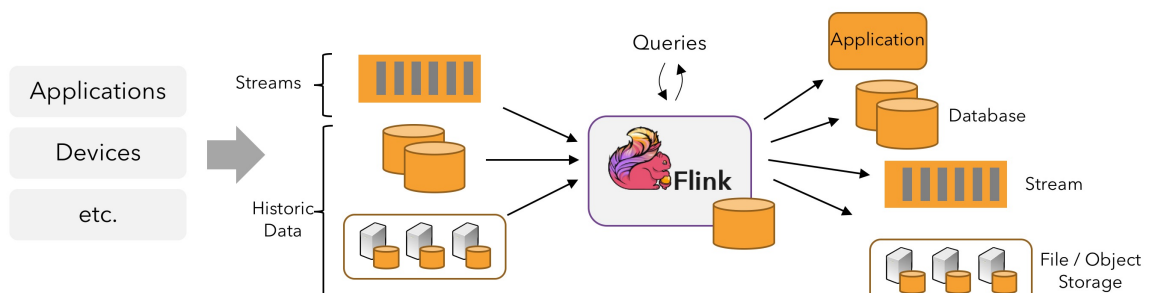 Applications
Devices
etc.
Streams
Historic
Data
Queries
Flink
Application
Database
Stream
File / Object
Storage